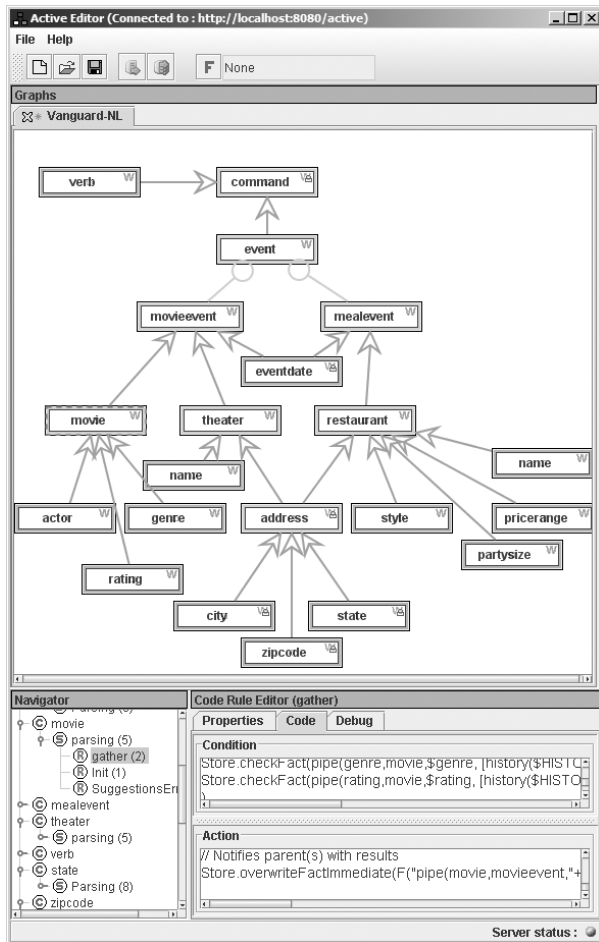 Active Editor (Connected to : http://localhost:8080/active)
File Help
F None
Graphs
Vanguard-NL
verb W
command
event W
movieevent W
mealevent W
eventdate
movie W
theater W
restaurant W
name W
name W
actor W
genre W
address
style W
pricerange W
rating W
partysize W
city
state
zipcode
Navigator
movie
parsing (5)
gather (2)
Init (1)
SuggestionsErr
mealevent
theater
parsing (5)
verb
state
Parsing (8)
zipcode
Code Rule Editor (gather)
Properties Code Debug
Condition
Store.checkFact(pipe(genre,movie,$genre, [history($HISTO
Store.checkFact(pipe(rating,movie,$rating, [history($HISTO
)
Action
// Notifies parent(s) with results
Store.overwriteFactImmediate(F("pipe(movie,movieevent,"+
Server status :